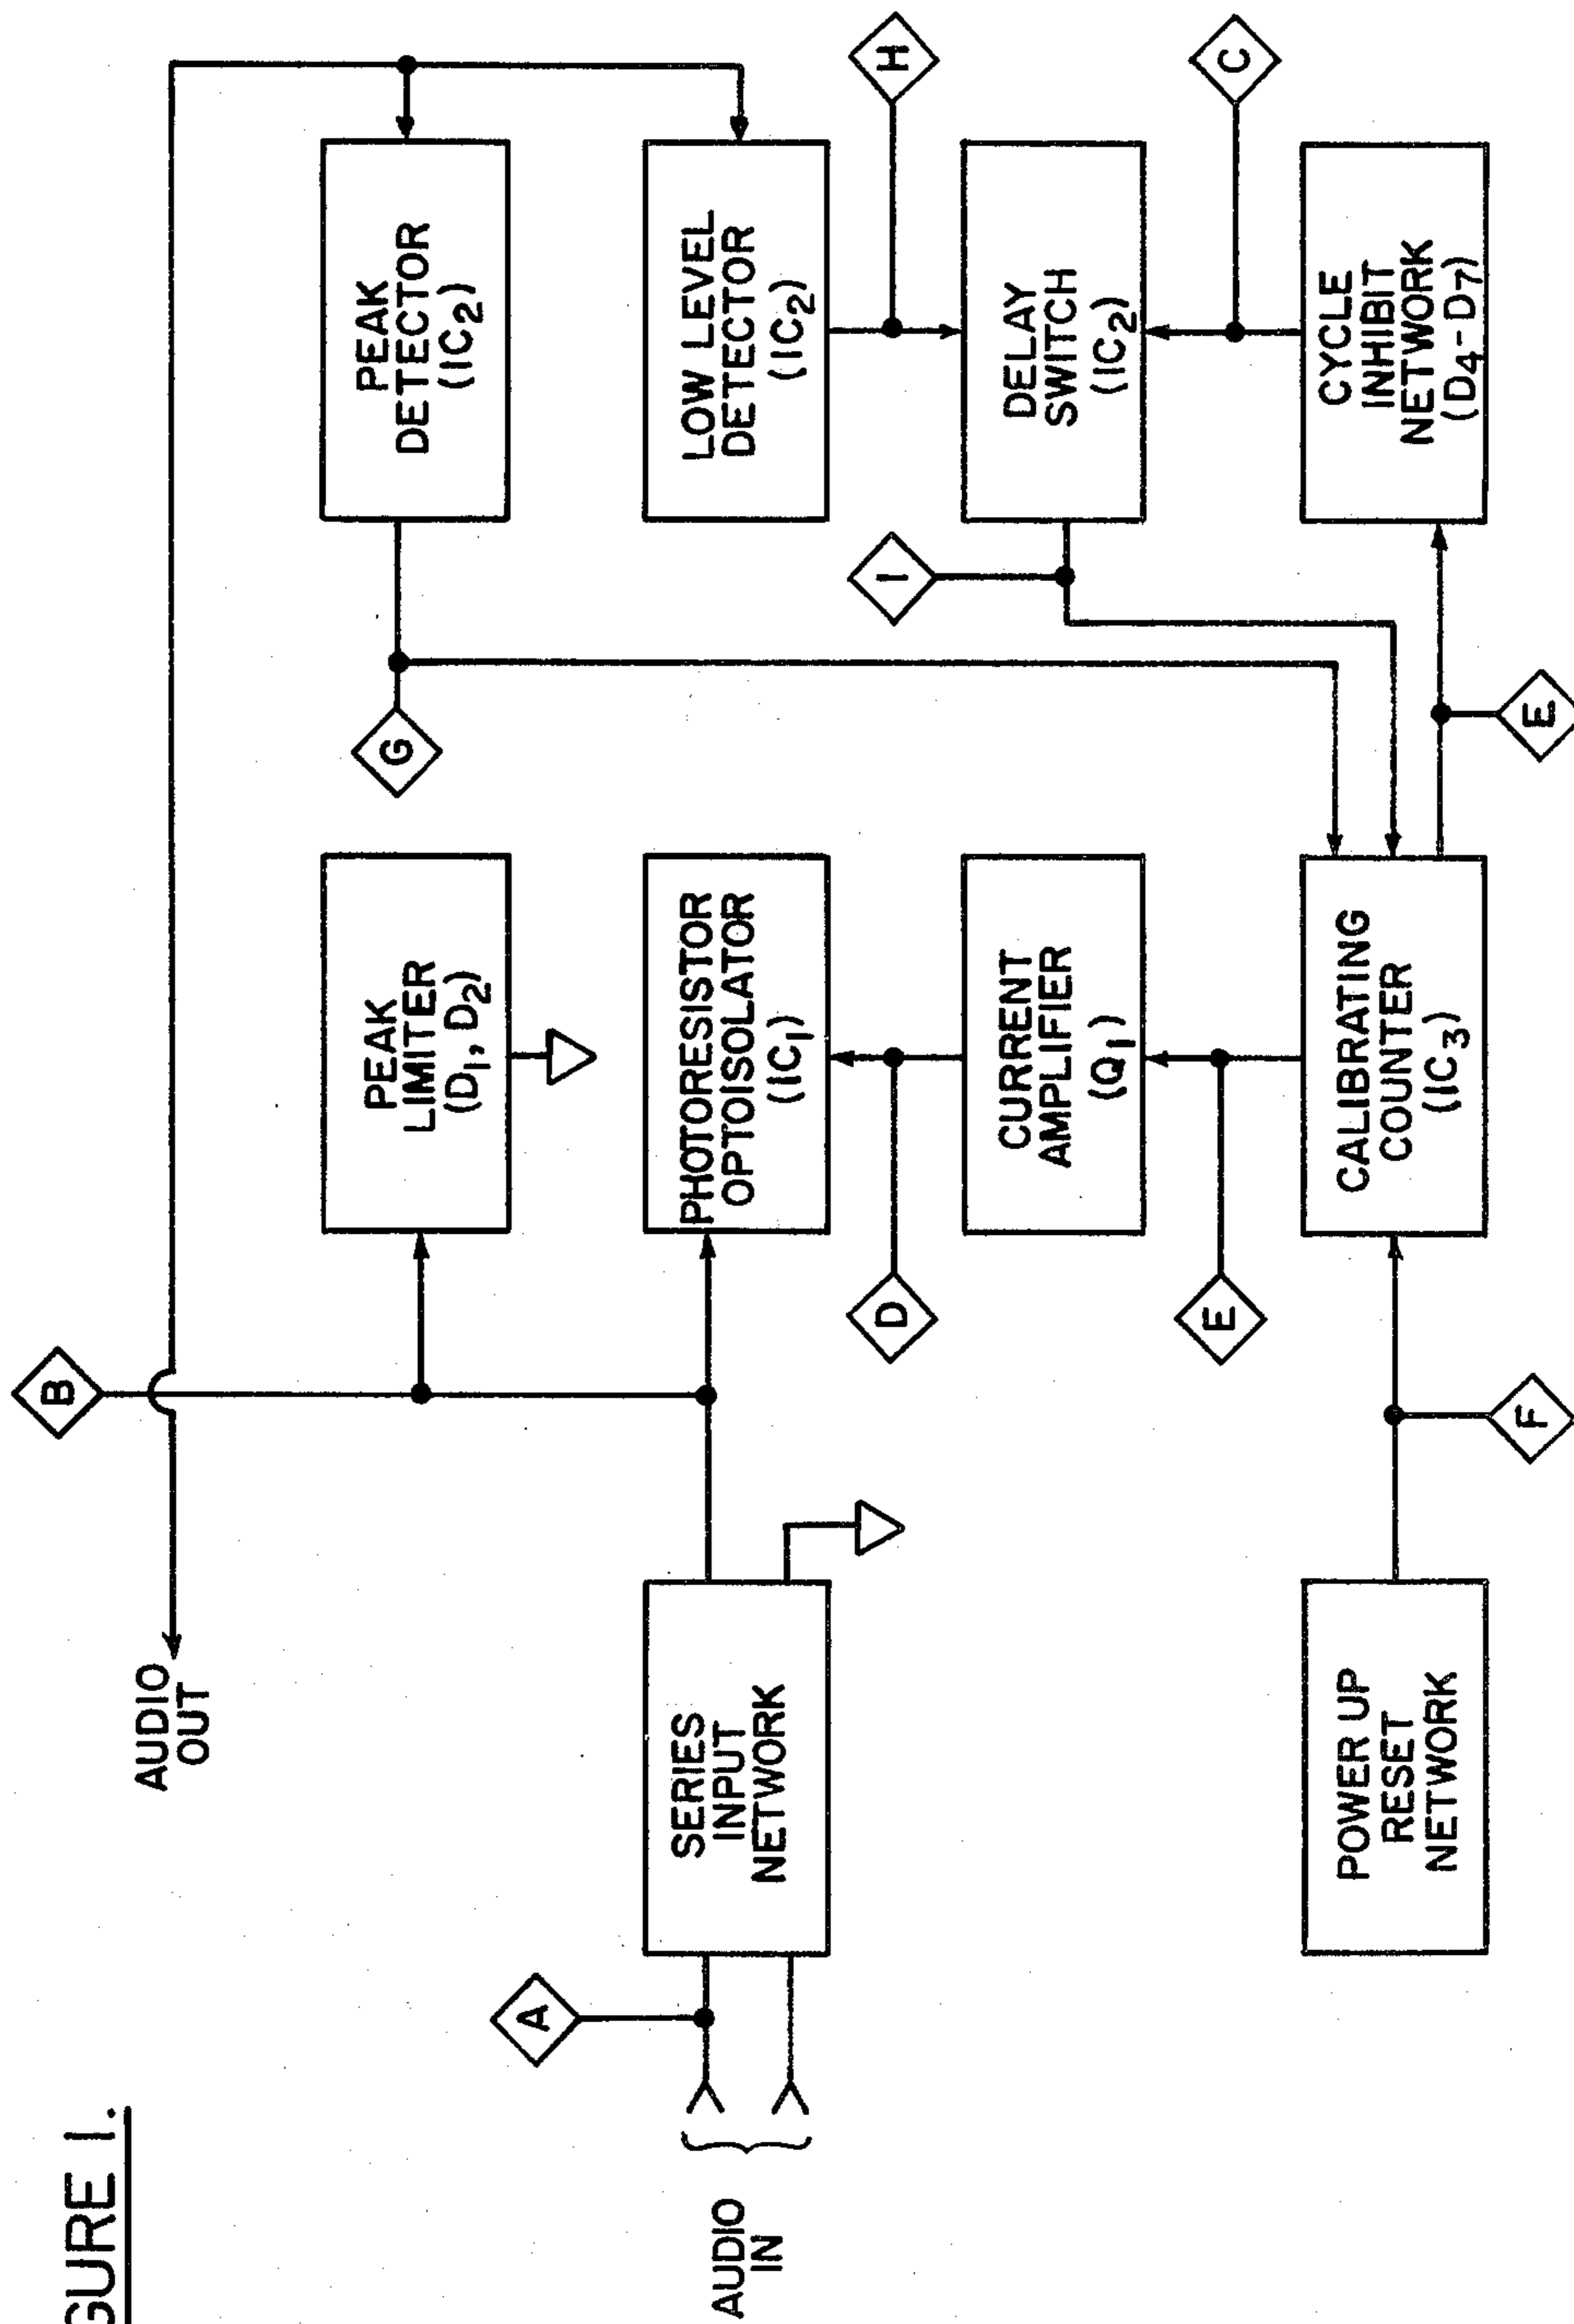 GURE 1.
B
AUDIO
OUT
PEAK
LIMITER
(D1, D2)
G
PEAK
DETECTOR
(IC2)
A
AUDIO
IN
SERIES
INPUT
NETWORK
PHOTORESISTOR
OPTOISOLATOR
(IC1)
LOW LEVEL
DETECTOR
(IC2)
D
I
H
CURRENT
AMPLIFIER
(Q1)
DELAY
SWITCH
(IC2)
E
C
POWER UP
RESET
NETWORK
CALIBRATING
COUNTER
(IC3)
CYCLE
INHIBIT
NETWORK
(D4-D7)
F
E